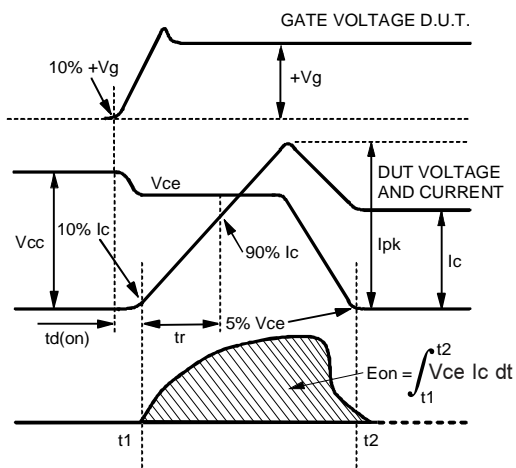 GATE VOLTAGE D.U.T.
10% +Vg
+Vg
Vce
DUT VOLTAGE
AND CURRENT
Vcc
10% Ic
90% Ic
Ipk
Ic
td(on)
tr
5% Vce
Eon = ∫ Vce Ic dt
t2
t1
t1
t2